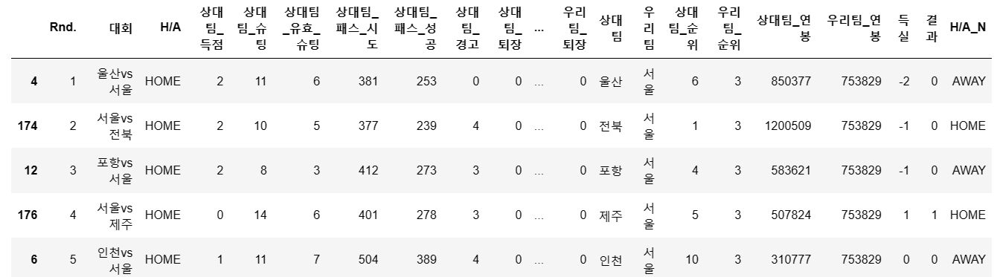 Rnd. 대회 H/A 상대팀_득점 상대팀_슈팅 상대팀_유효_슈팅 상대팀_패스_시도 상대팀_패스_성공 상대팀_경고 상대팀_퇴장 ... 우리팀_퇴장 상대팀 우리팀 상대팀_순위 우리팀_순위 상대팀_연봉 우리팀_연봉 득실 결과 H/A_N
4 1 울산vs서울 HOME 2 11 6 381 253 0 0 ... 0 울산 서울 6 3 850377 753829 -2 0 AWAY
174 2 서울vs전북 HOME 2 10 5 377 239 4 0 ... 0 전북 서울 1 3 1200509 753829 -1 0 HOME
12 3 포항vs서울 HOME 2 8 3 412 273 3 0 ... 0 포항 서울 4 3 583621 753829 -1 0 AWAY
176 4 서울vs제주 HOME 0 14 6 401 278 3 0 ... 0 제주 서울 5 3 507824 753829 1 1 HOME
6 5 인천vs서울 HOME 1 11 7 504 389 4 0 ... 0 인천 서울 10 3 310777 753829 0 0 AWAY